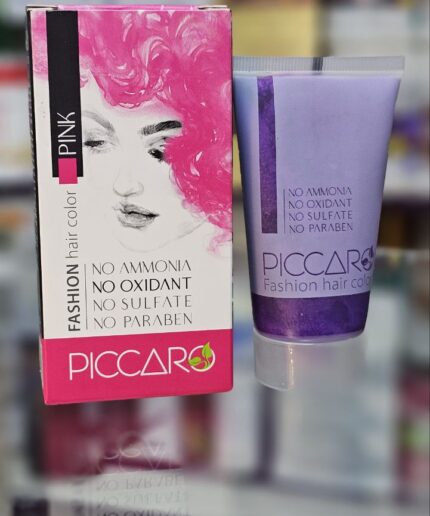 PINK
FASHION hair color
NO AMMONIA
NO OXIDANT
NO SULFATE
NO PARABEN
PICCARO
NO AMMONIA
NO OXIDANT
NO SULFATE
NO PARABEN
PICCARO
Fashion hair color